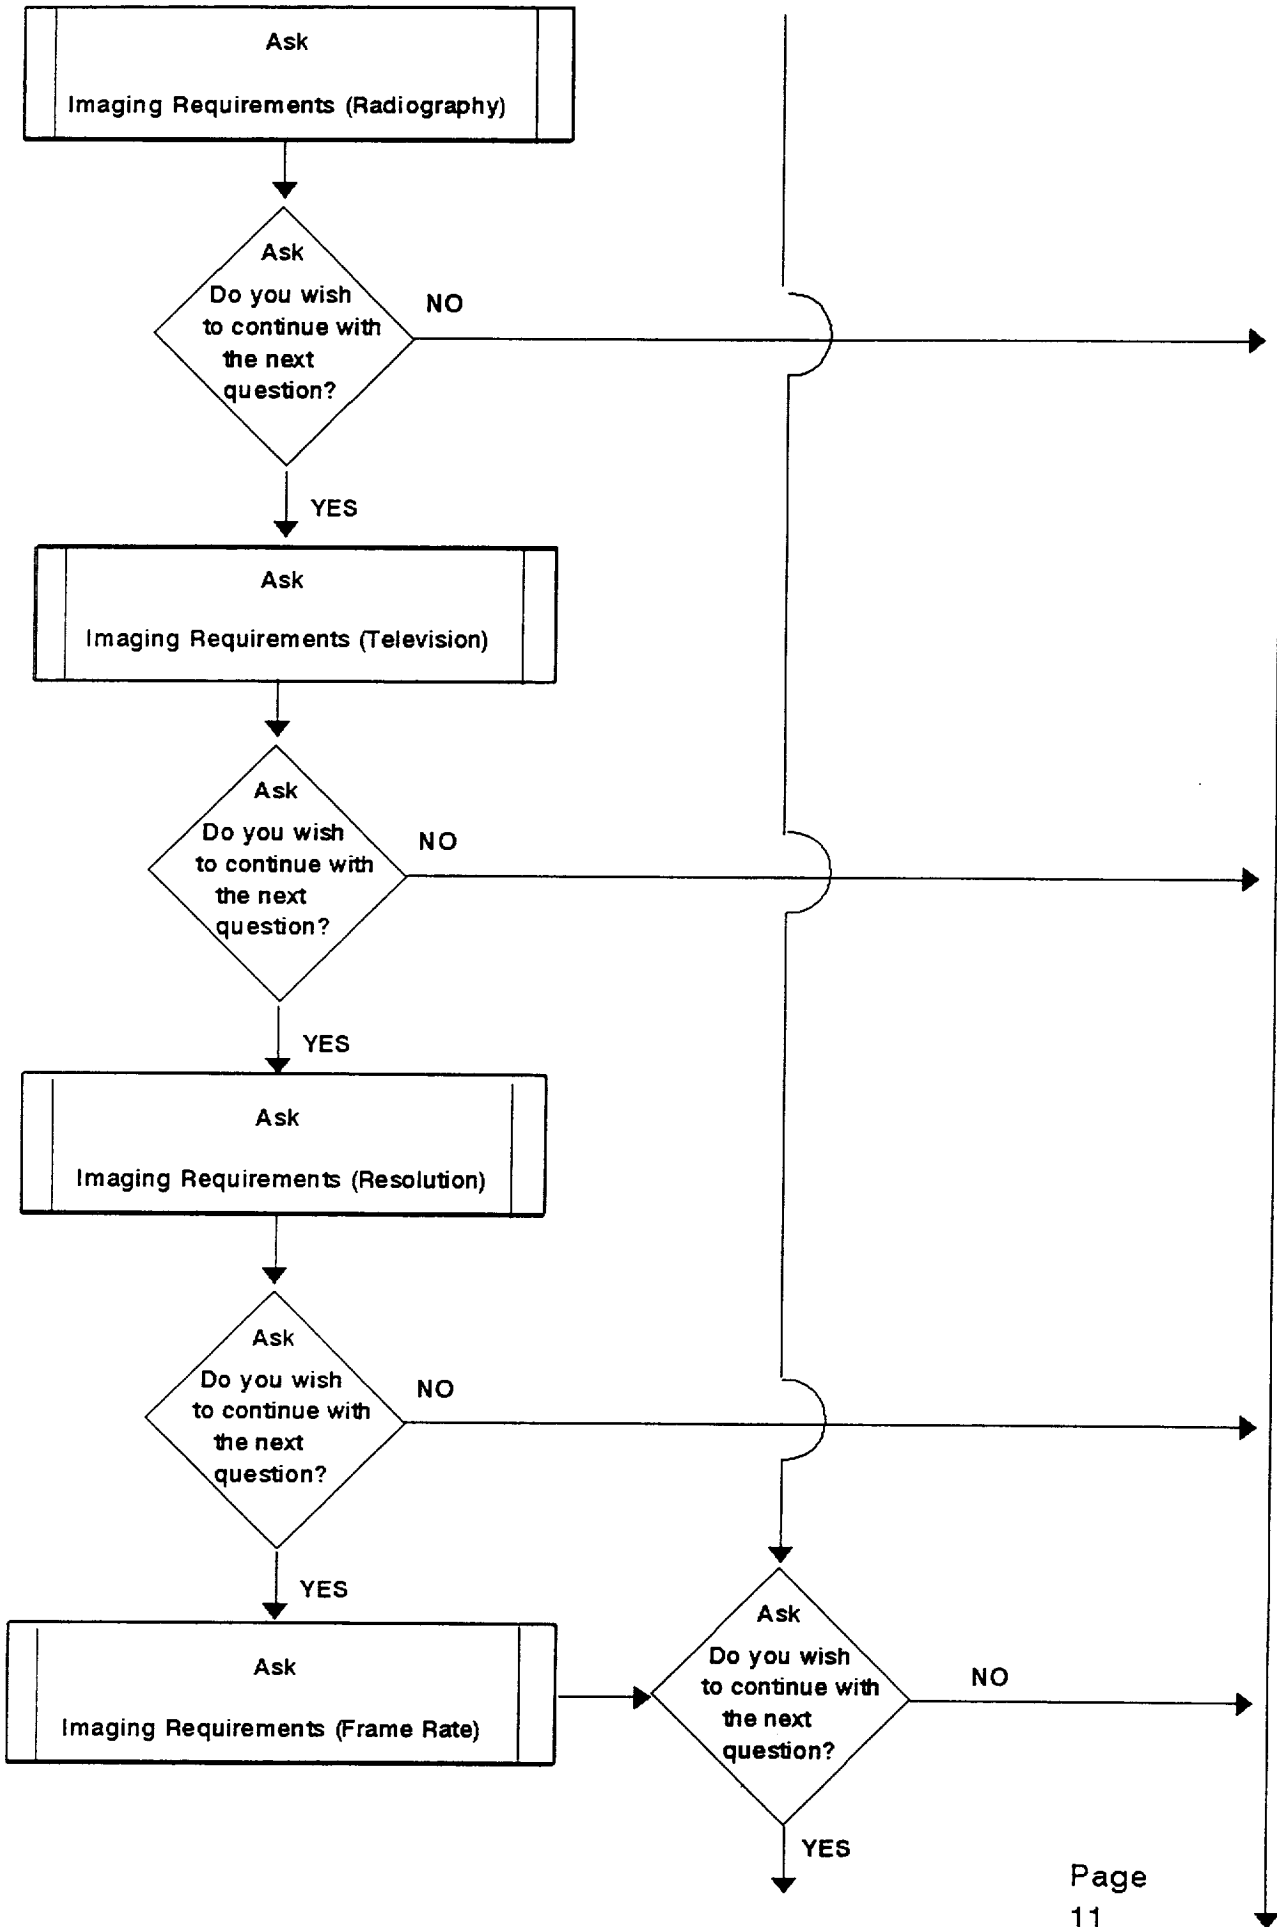 Ask
Imaging Requirements (Radiography)
Ask
Do you wish
to continue with
the next
question?
NO
YES
Ask
Imaging Requirements (Television)
Ask
Do you wish
to continue with
the next
question?
NO
YES
Ask
Imaging Requirements (Resolution)
Ask
Do you wish
to continue with
the next
question?
NO
YES
Ask
Imaging Requirements (Frame Rate)
Ask
Do you wish
to continue with
the next
question?
NO
YES
Page
11